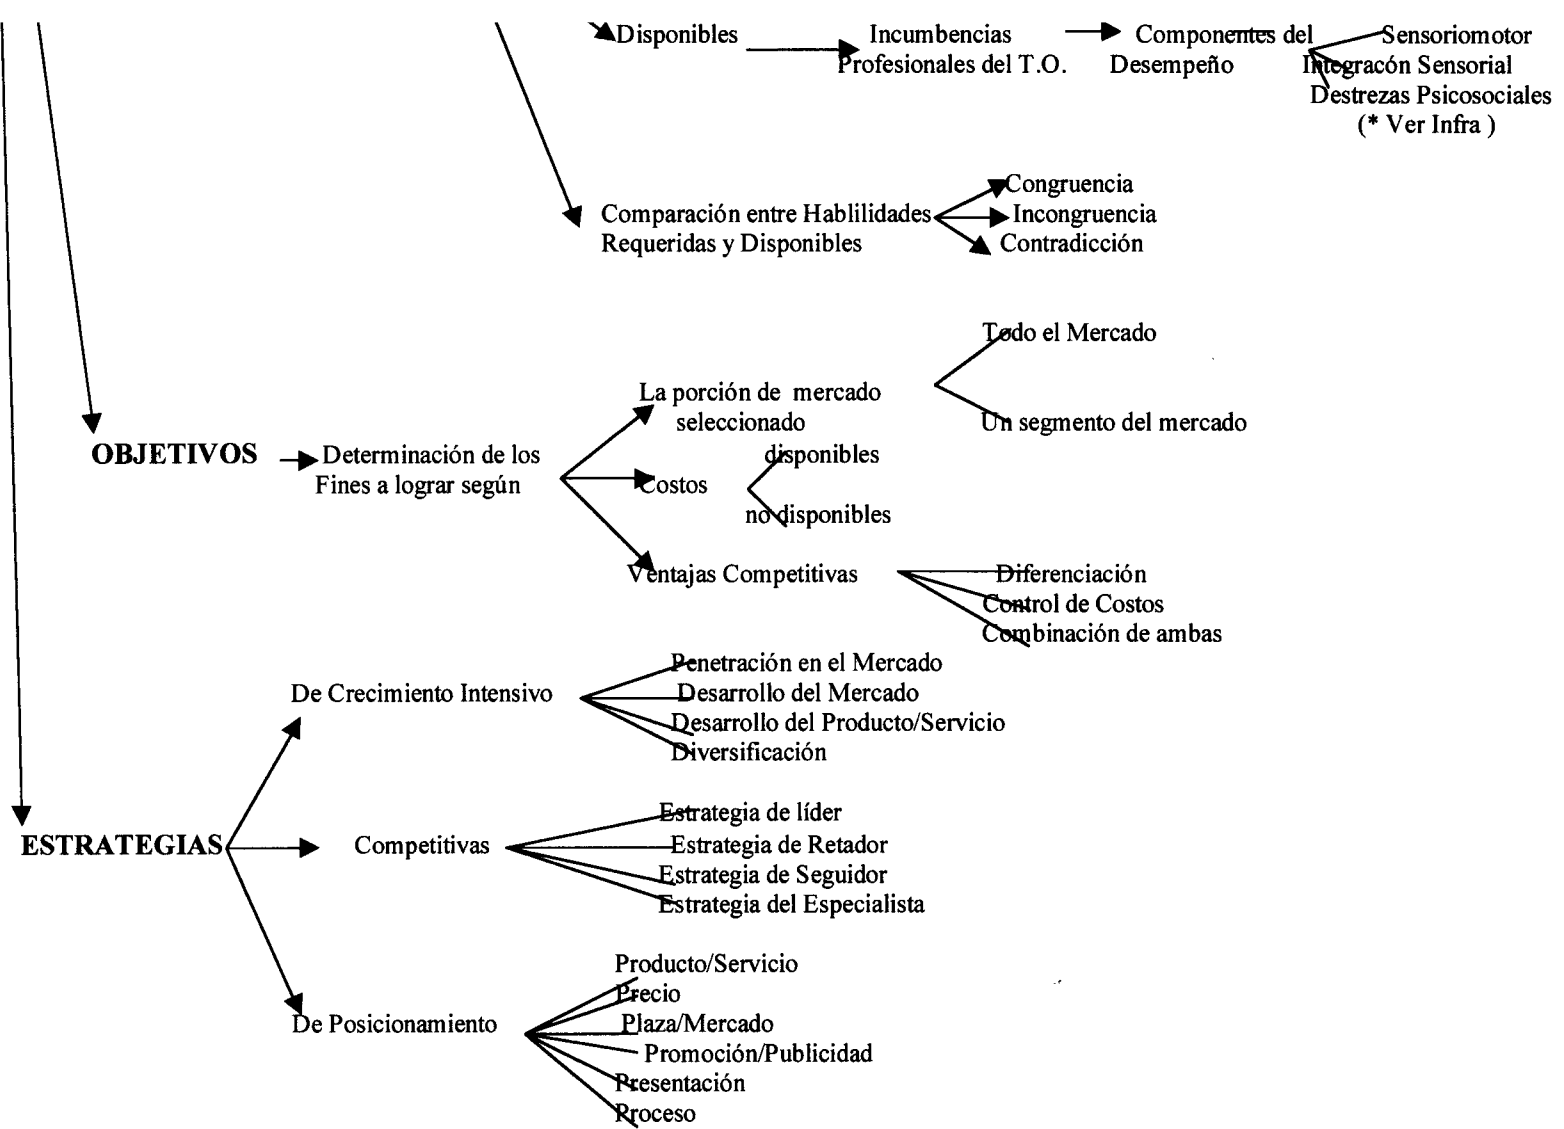 Disponibles
Incumbencias
Profesionales del T.O.
Componentes del
Desempeño
Sensoriomotor
Integracón Sensorial
Destrezas Psicosociales
(* Ver Infra )
Comparación entre Hablilidades
Requeridas y Disponibles
Congruencia
Incongruencia
Contradicción
OBJETIVOS
Determinación de los
Fines a lograr según
La porción de mercado
seleccionado
Todo el Mercado
Un segmento del mercado
Costos
disponibles
no disponibles
Ventajas Competitivas
Diferenciación
Control de Costos
Combinación de ambas
ESTRATEGIAS
De Crecimiento Intensivo
Penetración en el Mercado
Desarrollo del Mercado
Desarrollo del Producto/Servicio
Diversificación
Competitivas
Estrategia de líder
Estrategia de Retador
Estrategia de Seguidor
Estrategia del Especialista
De Posicionamiento
Producto/Servicio
Precio
Plaza/Mercado
Promoción/Publicidad
Presentación
Proceso